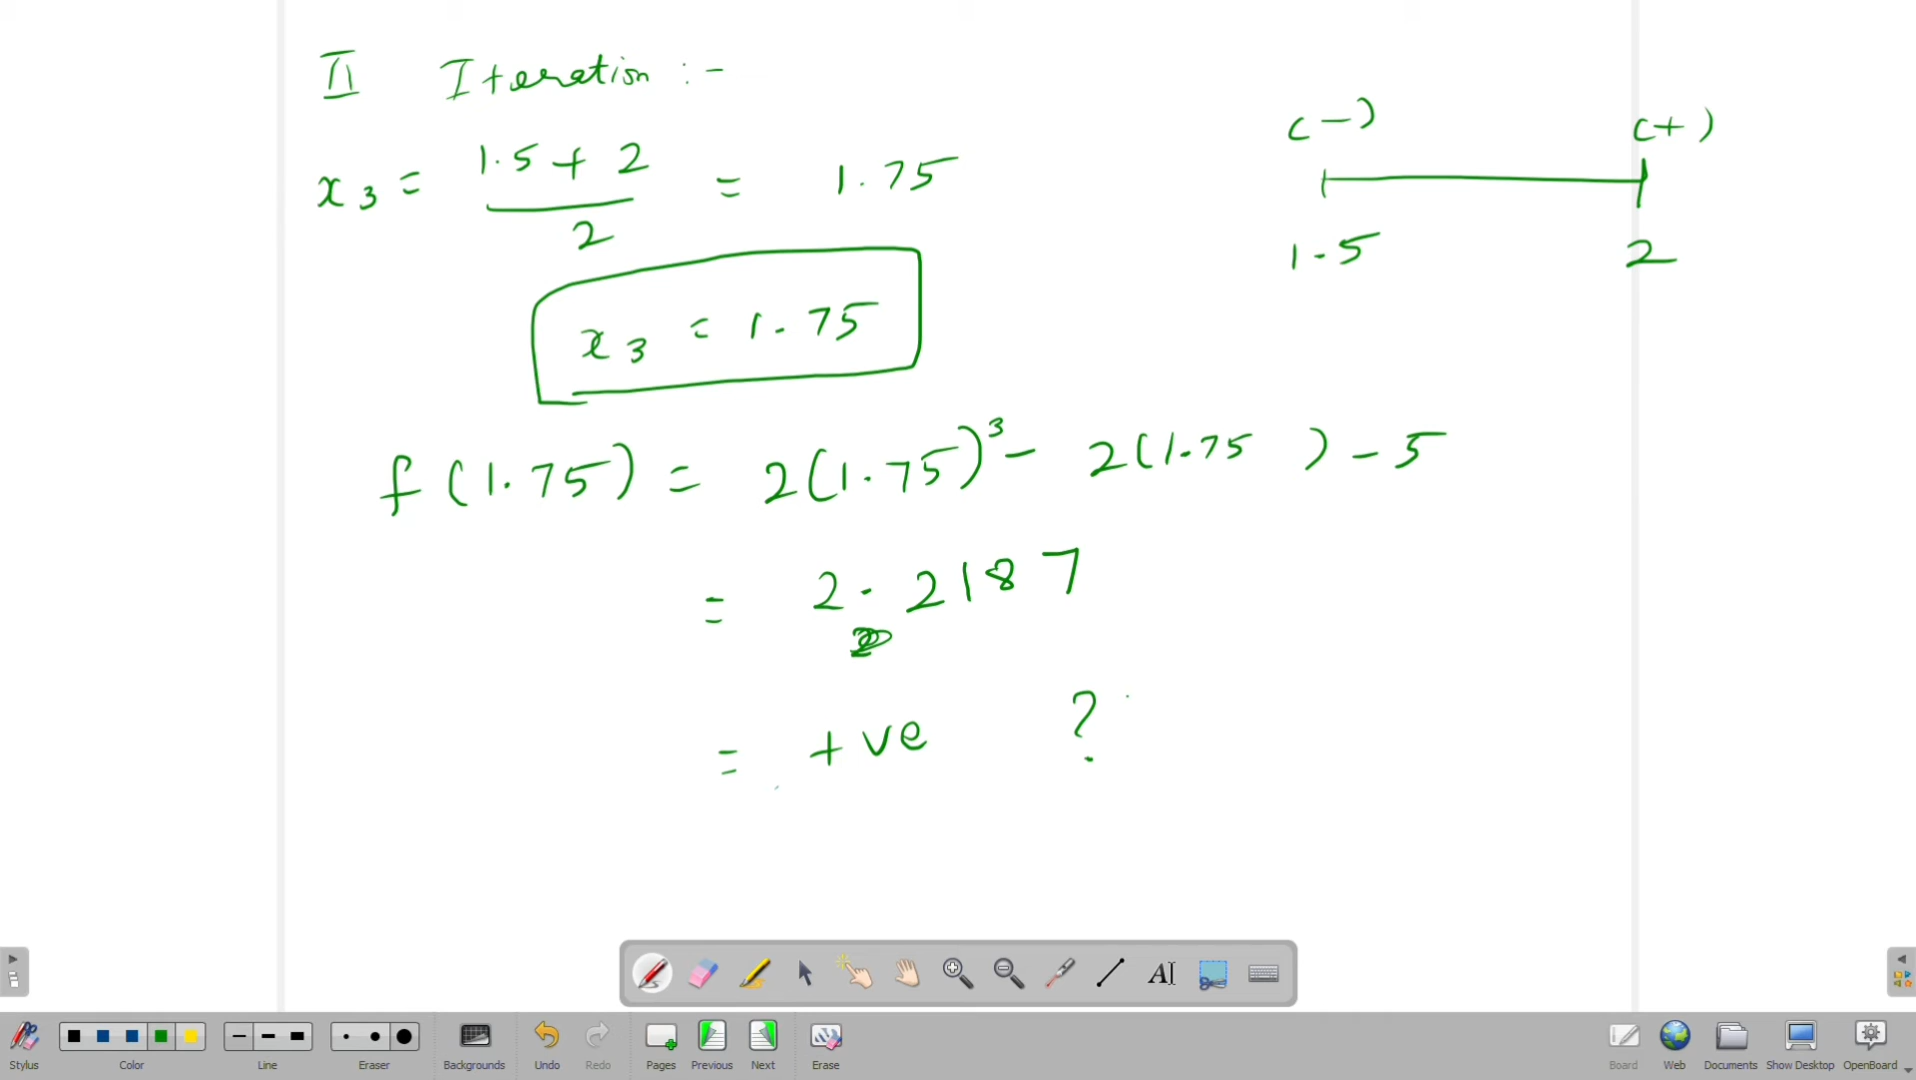 II Iteration :-
x₃ = (1.5 + 2) / 2 = 1.75
(-) (+)
1.5 2
x₃ = 1.75
f(1.75) = 2(1.75)³ - 2(1.75 ) - 5
= 2.2187
= +ve ?
Stylus Color Line Eraser Backgrounds Undo Redo Pages Previous Next Erase Board Web Documents Show Desktop OpenBoard